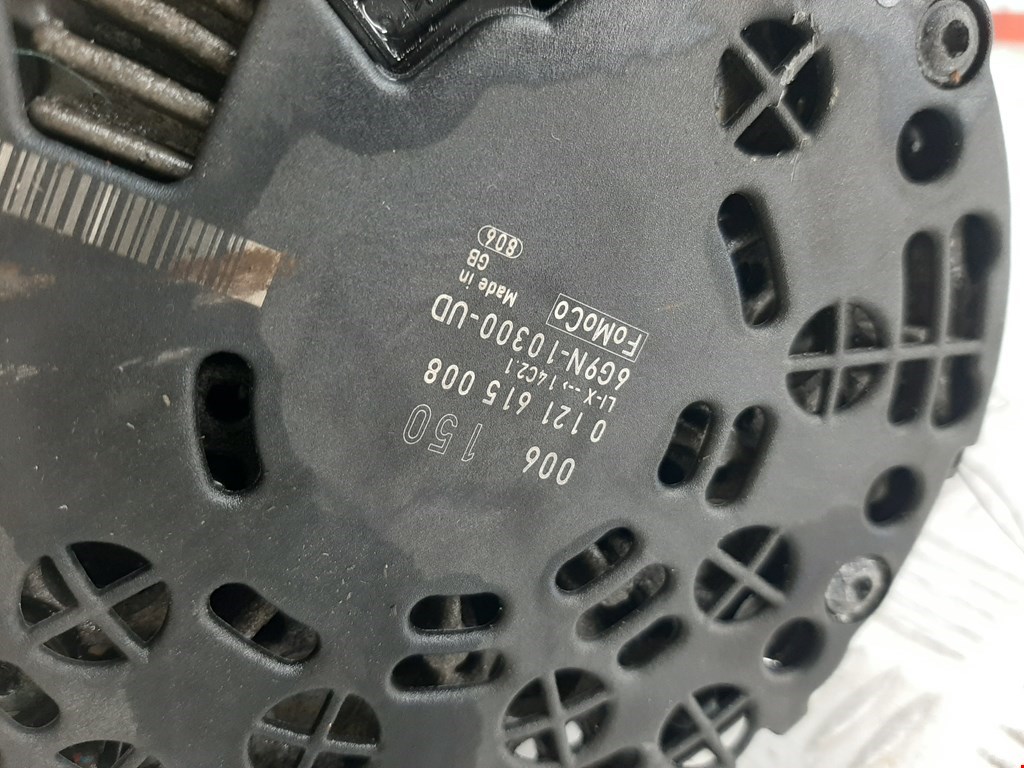 006 150
0 121 615 008
LI-X --> 14C2.1
6G9N-10300-UD
FoMoCo
Made in
GB
806